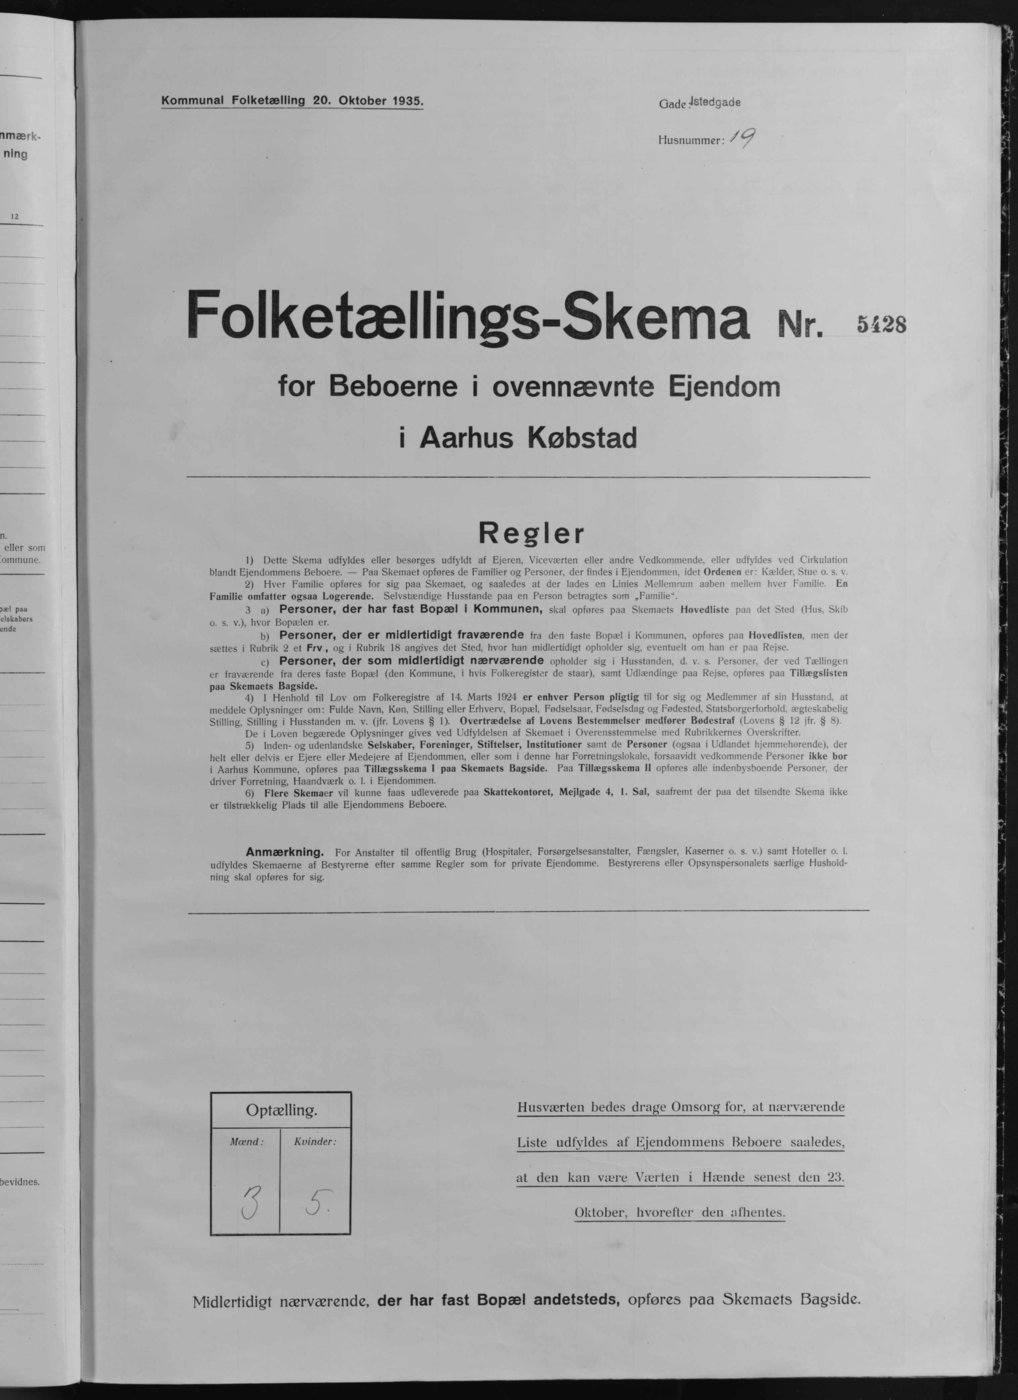 Kommunal Folketælling 20. Oktober 1935.
Gade: Istedgade
Husnummer: 19
nmærk-
ning
12
Folketællings-Skema Nr. 5428
for Beboerne i ovennævnte Ejendom
i Aarhus Købstad
n.
eller som
ommune.
pæl paa
elskabers
ende
Regler
1) Dette Skema udfyldes eller besørges udfyldt af Ejeren, Viceværten eller andre Vedkommende, eller udfyldes ved Cirkulation
blandt Ejendommens Beboere. — Paa Skemaet opføres de Familier og Personer, der findes i Ejendommen, idet Ordenen er: Kælder, Stue o. s. v.
2) Hver Familie opføres for sig paa Skemaet, og saaledes at der lades en Linies Mellemrum aaben mellem hver Familie. En
Familie omfatter ogsaa Logerende. Selvstændige Husstande paa en Person betragtes som „Familie“.
3 a) Personer, der har fast Bopæl i Kommunen, skal opføres paa Skemaets Hovedliste paa det Sted (Hus, Skib
o. s. v.), hvor Bopælen er.
b) Personer, der er midlertidigt fraværende fra den faste Bopæl i Kommunen, opføres paa Hovedlisten, men der
sættes i Rubrik 2 et Frv., og i Rubrik 18 angives det Sted, hvor han midlertidigt opholder sig, eventuelt om han er paa Rejse.
c) Personer, der som midlertidigt nærværende opholder sig i Husstanden, d. v. s. Personer, der ved Tællingen
er fraværende fra deres faste Bopæl (den Kommune, i hvis Folkeregister de staar), samt Udlændinge paa Rejse, opføres paa Tillægslisten
paa Skemaets Bagside.
4) I Henhold til Lov om Folkeregistre af 14. Marts 1924 er enhver Person pligtig til for sig og Medlemmer af sin Husstand, at
meddele Oplysninger om: Fulde Navn, Køn, Stilling eller Erhverv, Bopæl, Fødselsaar, Fødselsdag og Fødested, Statsborgerforhold, ægteskabelig
Stilling, Stilling i Husstanden m. v. (jfr. Lovens § 1). Overtrædelse af Lovens Bestemmelser medfører Bødestraf (Lovens § 12 jfr. § 8).
De i Loven begærede Oplysninger gives ved Udfyldelsen af Skemaet i Overensstemmelse med Rubrikkernes Overskrifter.
5) Inden- og udenlandske Selskaber, Foreninger, Stiftelser, Institutioner samt de Personer (ogsaa i Udlandet hjemmehørende), der
helt eller delvis er Ejere eller Medejere af Ejendommen, eller som i denne har Forretningslokale, forsaavidt vedkommende Personer ikke bor
i Aarhus Kommune, opføres paa Tillægsskema I paa Skemaets Bagside. Paa Tillægsskema II opføres alle indenbysboende Personer, der
driver Forretning, Haandværk o. l. i Ejendommen.
6) Flere Skemaer vil kunne faas udleverede paa Skattekontoret, Mejlgade 4, 1. Sal, saafremt der paa det tilsendte Skema ikke
er tilstrækkelig Plads til alle Ejendommens Beboere.
Anmærkning. For Anstalter til offentlig Brug (Hospitaler, Forsørgelsesanstalter, Fængsler, Kaserner o. s. v.) samt Hoteller o. l.
udfyldes Skemaerne af Bestyrerne efter samme Regler som for private Ejendomme. Bestyrerens eller Opsynspersonalets særlige Hushold-
ning skal opføres for sig.
bevidnes.
Optælling.
Mænd: Kvinder:
3 5.
Husværten bedes drage Omsorg for, at nærværende
Liste udfyldes af Ejendommens Beboere saaledes,
at den kan være Værten i Hænde senest den 23.
Oktober, hvorefter den afhentes.
Midlertidigt nærværende, der har fast Bopæl andetsteds, opføres paa Skemaets Bagside.